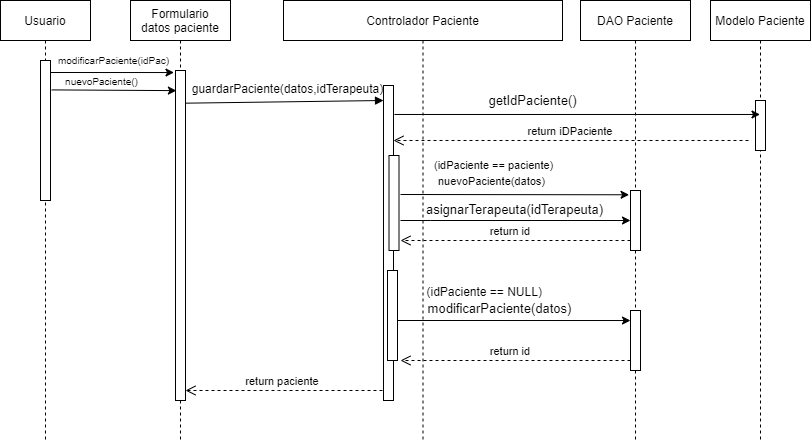 Usuario
Formulario
datos paciente
Controlador Paciente
DAO Paciente
Modelo Paciente
modificarPaciente(idPac)
nuevoPaciente()
guardarPaciente(datos,idTerapeuta)
getIdPaciente()
return iDPaciente
(idPaciente == paciente)
nuevoPaciente(datos)
asignarTerapeuta(idTerapeuta)
return id
(idPaciente == NULL)
modificarPaciente(datos)
return id
return paciente